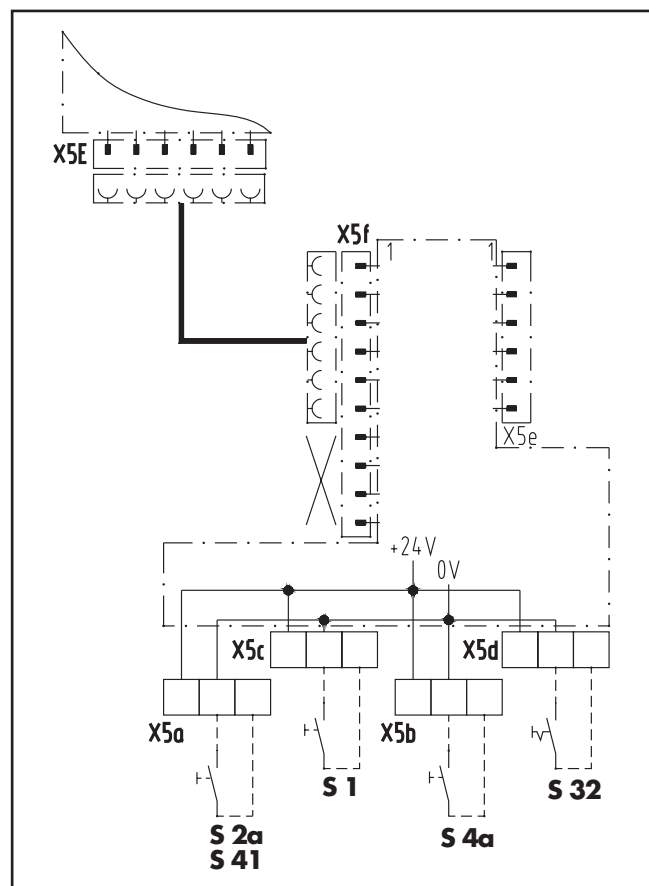 X5E
X5f
1 1
X5e
+24V
0V
X5c X5d
X5a X5b
S 1 S 32
S 2a S 4a
S 41